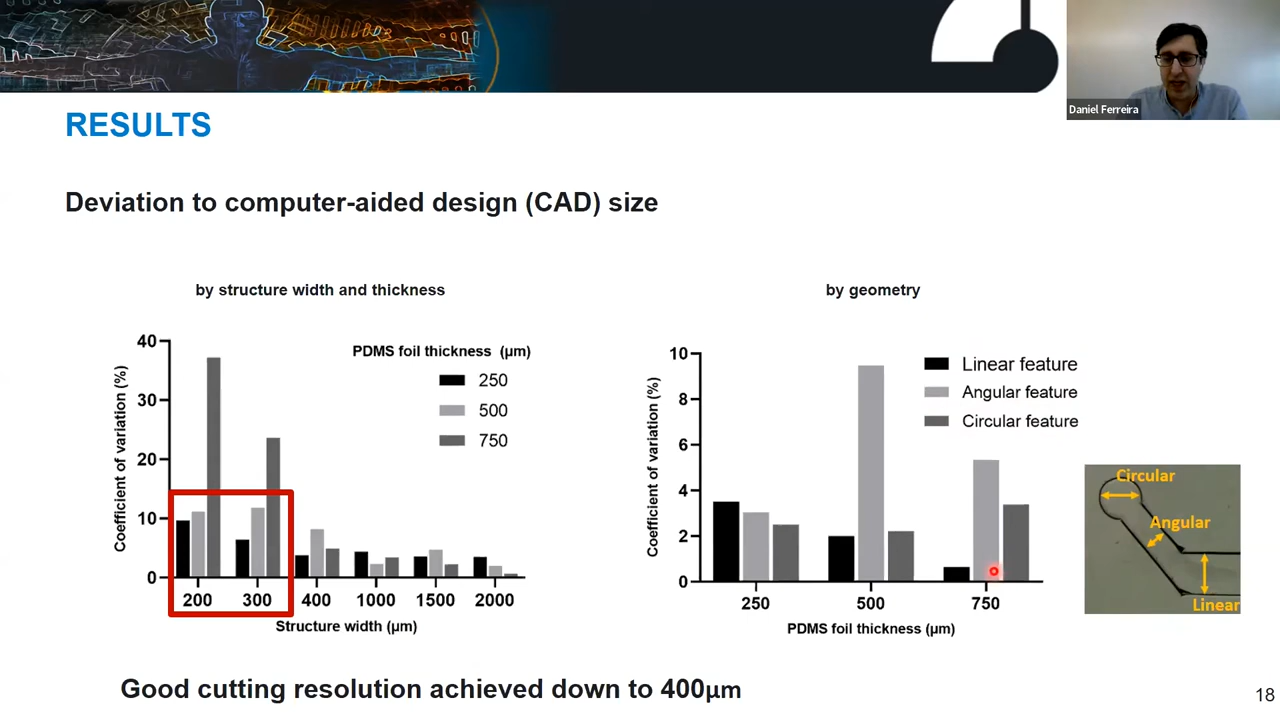 Daniel Ferreira
RESULTS
Deviation to computer-aided design (CAD) size
by structure width and thickness
Coefficient of variation (%)
40
30
20
10
0
PDMS foil thickness (µm)
250
500
750
200 300 400 1000 1500 2000
Structure width (µm)
by geometry
Coefficient of variation (%)
10
8
6
4
2
0
Linear feature
Angular feature
Circular feature
250 500 750
PDMS foil thickness (µm)
Circular
Angular
Linear
Good cutting resolution achieved down to 400µm
18